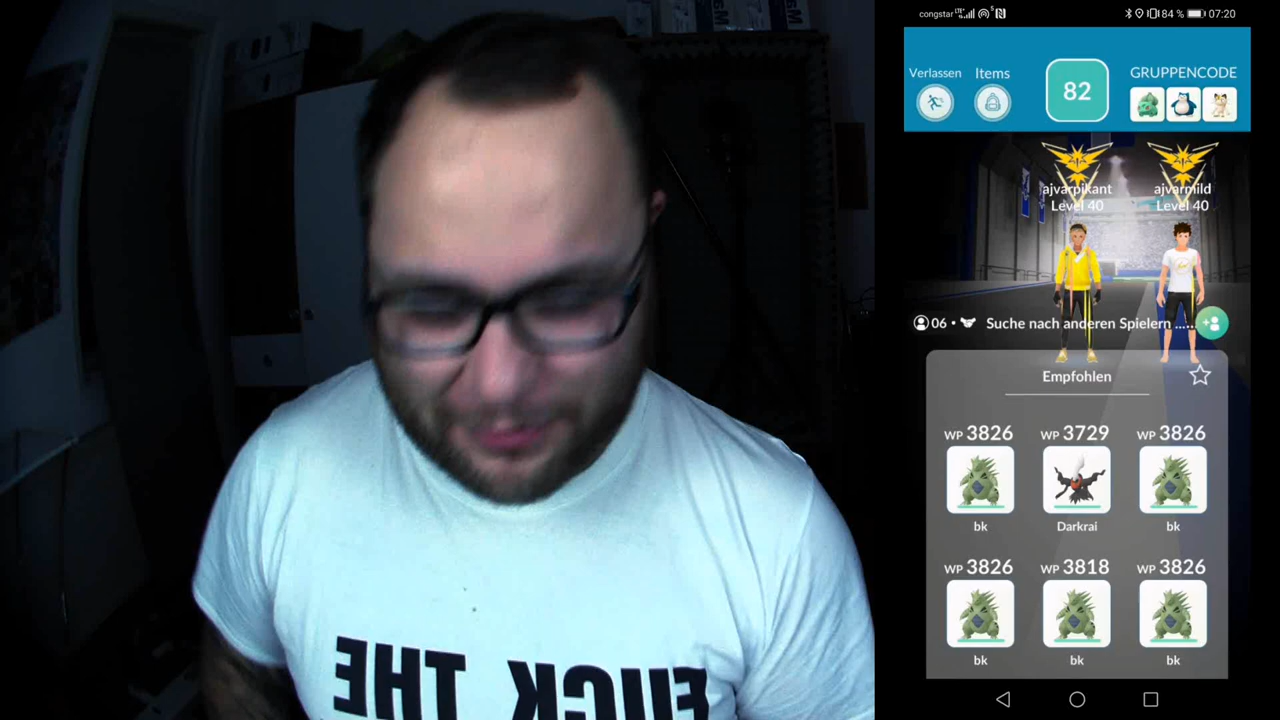 FUCK THE
congstar 07:20
84 %
Verlassen Items 82 GRUPPENCODE
ajvarpikant ajvarmild
Level 40 Level 40
06 • Suche nach anderen Spielern ......
Empfohlen
WP 3826 WP 3729 WP 3826
bk Darkrai bk
WP 3826 WP 3818 WP 3826
bk bk bk